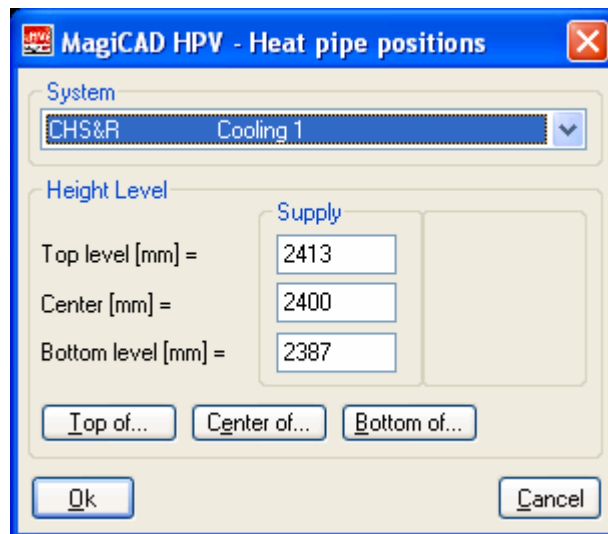 MagiCAD HPV - Heat pipe positions
System
CHS&R Cooling 1
Height Level
Supply
Top level [mm] = 2413
Center [mm] = 2400
Bottom level [mm] = 2387
Top of... Center of... Bottom of...
Ok Cancel